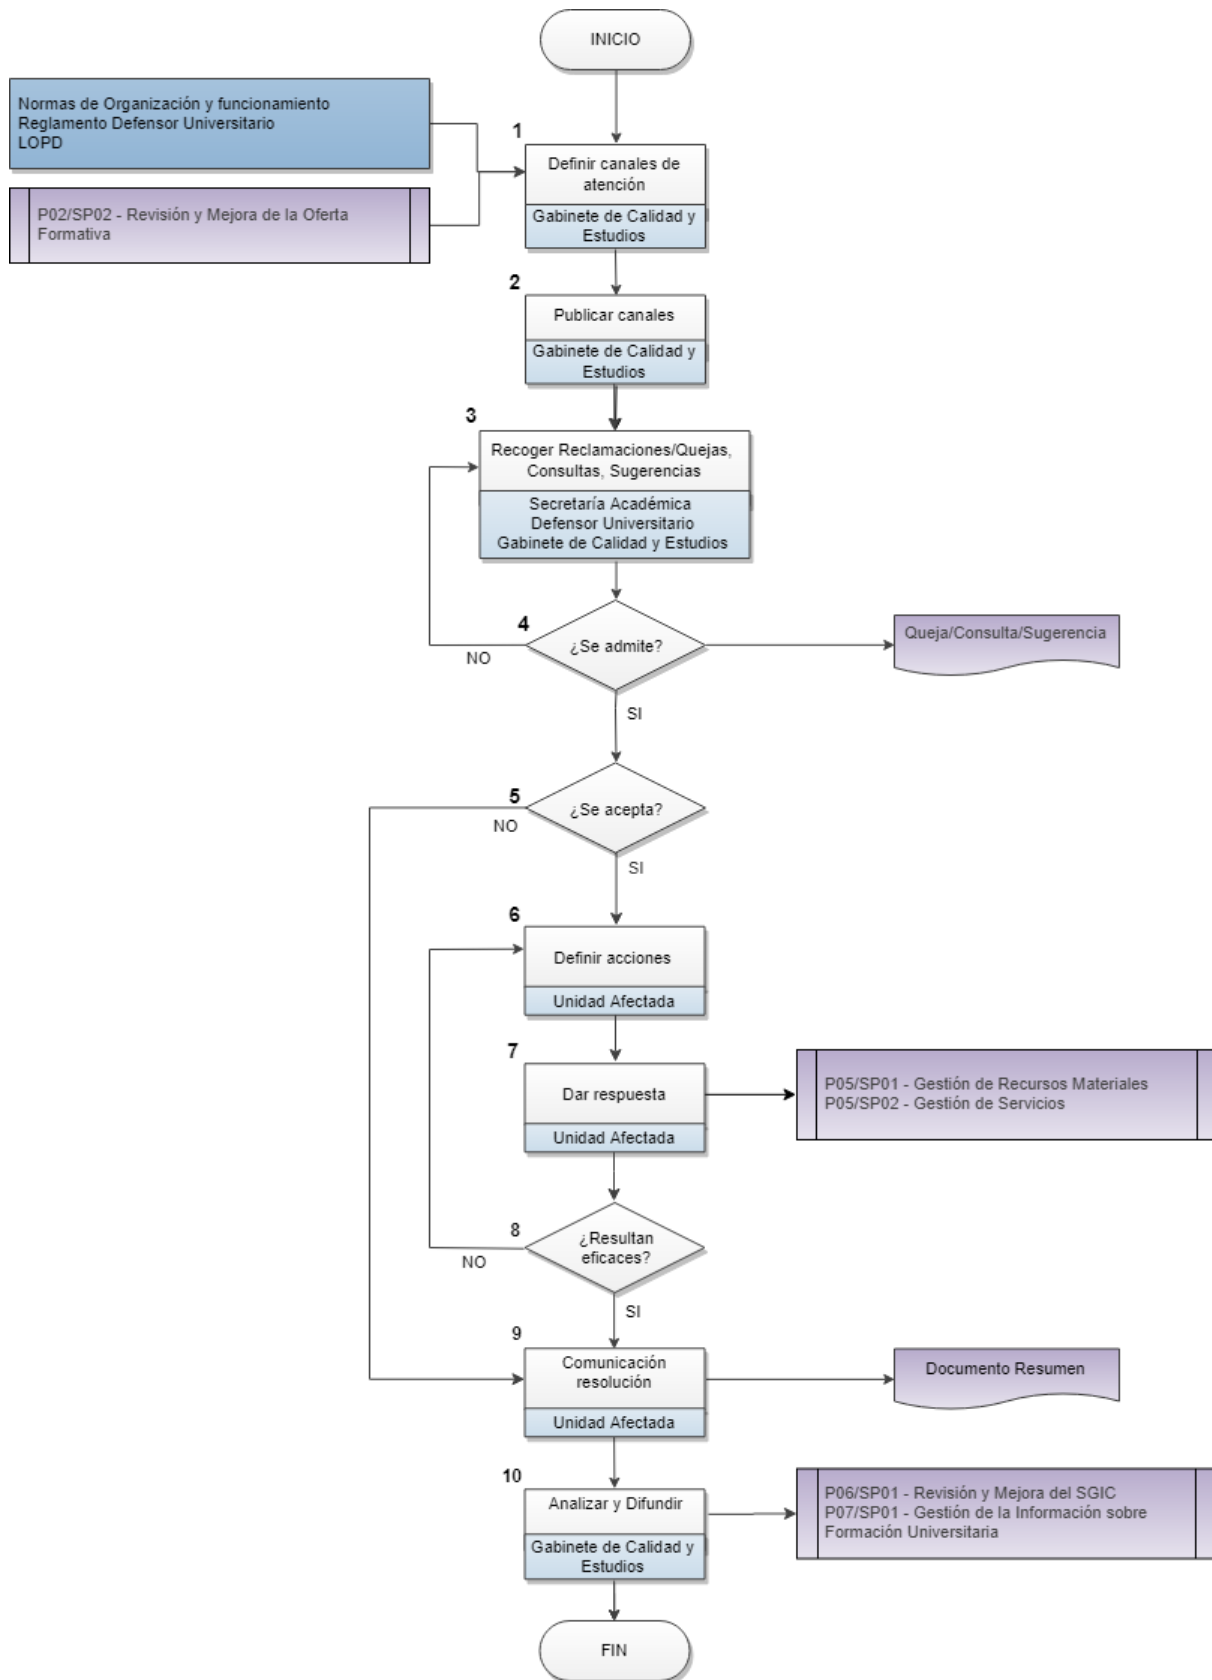 INICIO
Normas de Organización y funcionamiento
Reglamento Defensor Universitario
LOPD
P02/SP02 - Revisión y Mejora de la Oferta
Formativa
1
Definir canales de
atención
Gabinete de Calidad y
Estudios
2
Publicar canales
Gabinete de Calidad y
Estudios
3
Recoger Reclamaciones/Quejas,
Consultas, Sugerencias
Secretaría Académica
Defensor Universitario
Gabinete de Calidad y Estudios
4
¿Se admite?
NO
Queja/Consulta/Sugerencia
SI
5
¿Se acepta?
NO
SI
6
Definir acciones
Unidad Afectada
7
Dar respuesta
Unidad Afectada
P05/SP01 - Gestión de Recursos Materiales
P05/SP02 - Gestión de Servicios
8
¿Resultan
eficaces?
NO
SI
9
Comunicación
resolución
Unidad Afectada
Documento Resumen
10
Analizar y Difundir
Gabinete de Calidad y
Estudios
P06/SP01 - Revisión y Mejora del SGIC
P07/SP01 - Gestión de la Información sobre
Formación Universitaria
FIN